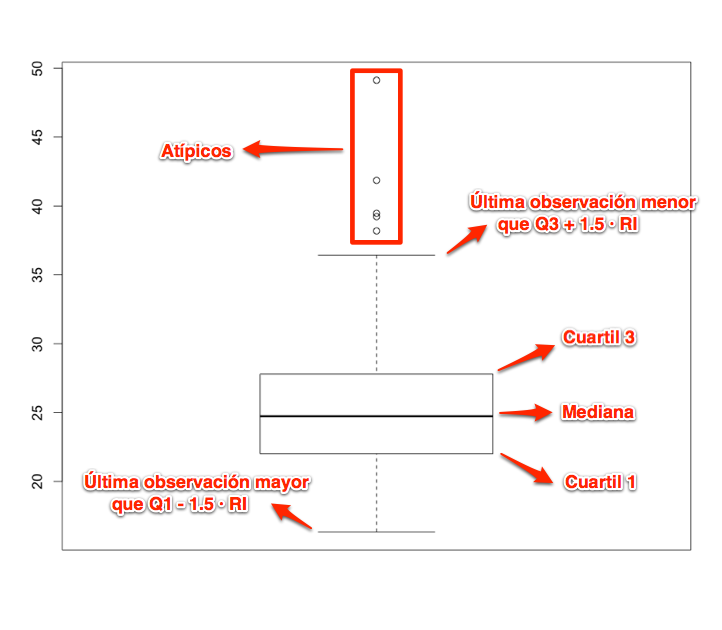 50
45
Atípicos
40
Última observación menor
que Q3 + 1.5 · RI
35
Cuartil 3
30
25
Mediana
20
Última observación mayor
que Q1 - 1.5 · RI
Cuartil 1